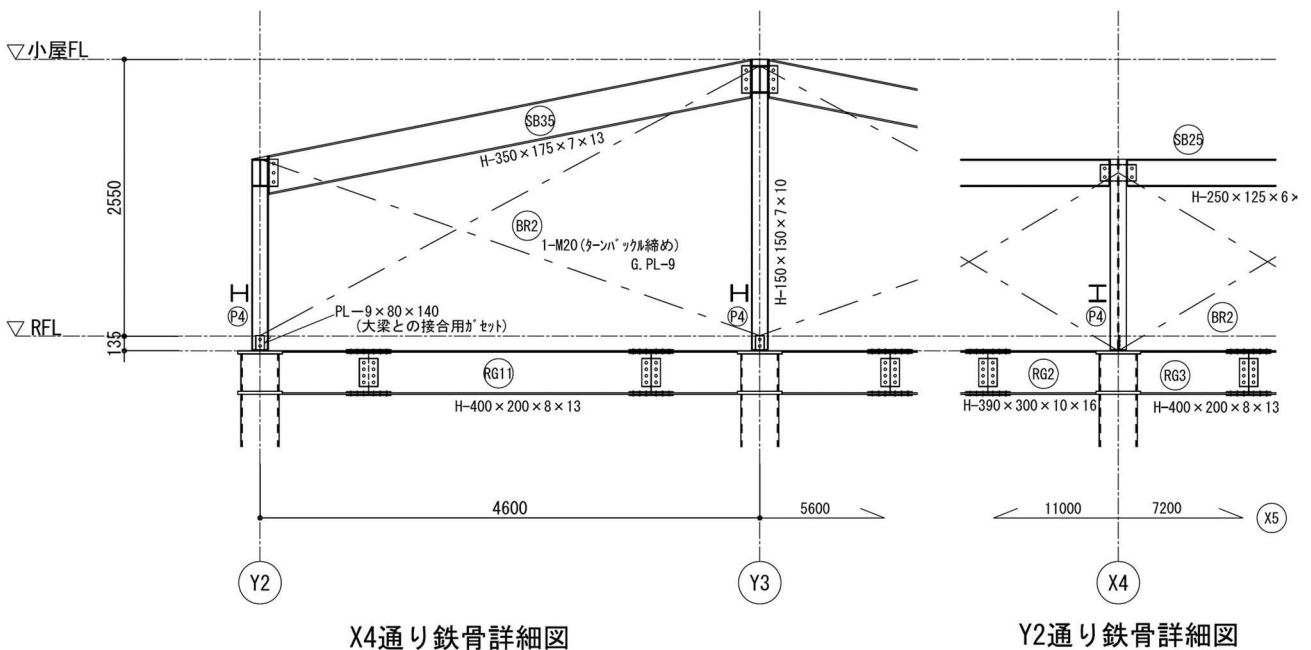 ▽小屋FL
2550
▽RFL
135
SB35
H-350×175×7×13
BR2
1-M20(ターンバックル締め)
G.PL-9
H-150×150×7×10
P4
PL-9×80×140
(大梁との接合用ガセット)
P4
RG11
H-400×200×8×13
4600
5600
Y2
Y3
X4通り鉄骨詳細図
SB25
H-250×125×6×
P4
BR2
RG2
RG3
H-390×300×10×16
H-400×200×8×13
11000
7200
X5
X4
Y2通り鉄骨詳細図